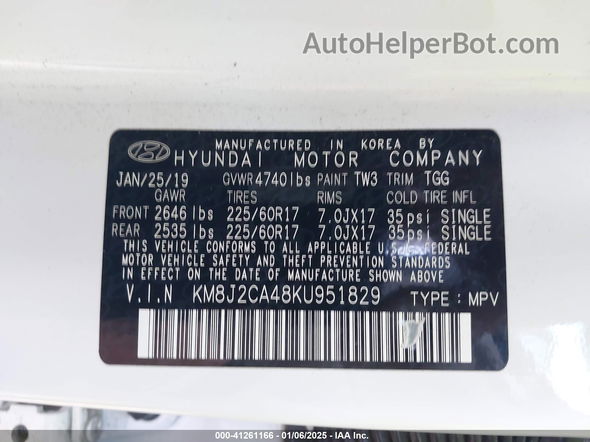 AutoHelperBot.com
MANUFACTURED IN KOREA BY
HYUNDAI MOTOR COMPANY
JAN/25/19 GVWR 4740lbs PAINT TW3 TRIM TGG
GAWR TIRES RIMS COLD TIRE INFL
FRONT 2646 lbs 225/60R17 7.0JX17 35psi SINGLE
REAR 2535 lbs 225/60R17 7.0JX17 35psi SINGLE
THIS VEHICLE CONFORMS TO ALL APPLICABLE U.S. FEDERAL
MOTOR VEHICLE SAFETY AND THEFT PREVENTION STANDARDS
IN EFFECT ON THE DATE OF MANUFACTURE SHOWN ABOVE.
V.I.N KM8J2CA48KU951829 TYPE : MPV
000-41261166 - 01/06/2025 - IAA Inc.